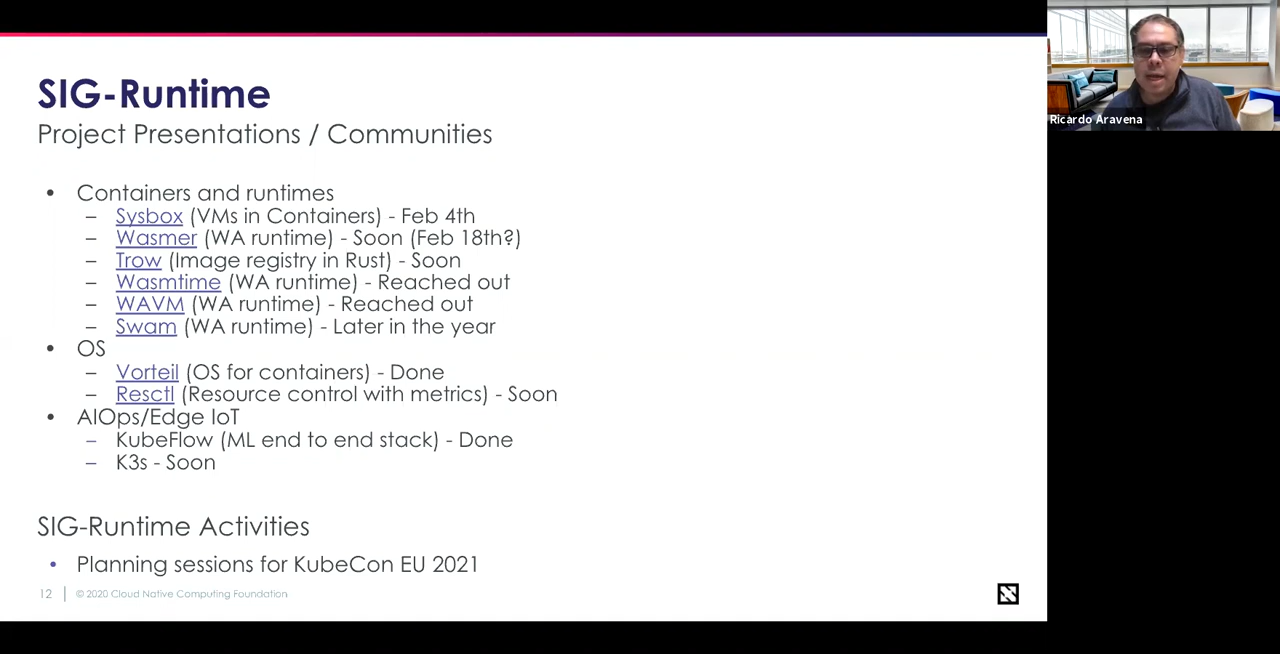 SIG-Runtime
Project Presentations / Communities
• Containers and runtimes
– Sysbox (VMs in Containers) - Feb 4th
– Wasmer (WA runtime) - Soon (Feb 18th?)
– Trow (Image registry in Rust) - Soon
– Wasmtime (WA runtime) - Reached out
– WAVM (WA runtime) - Reached out
– Swam (WA runtime) - Later in the year
• OS
– Vorteil (OS for containers) - Done
– Resctl (Resource control with metrics) - Soon
• AIOps/Edge IoT
– KubeFlow (ML end to end stack) - Done
– K3s - Soon
SIG-Runtime Activities
• Planning sessions for KubeCon EU 2021
12 | © 2020 Cloud Native Computing Foundation
Ricardo Aravena